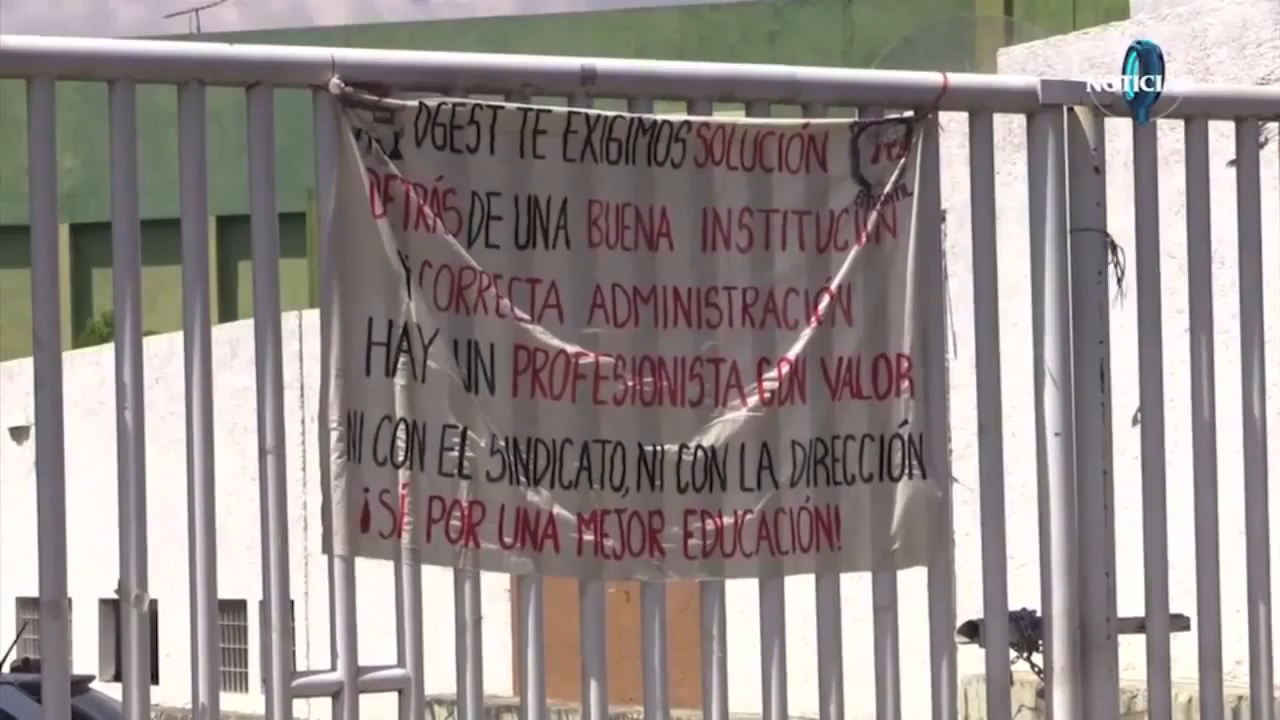 NOTICI
DGEST TE EXIGIMOS SOLUCIÓN
DETRÁS DE UNA BUENA INSTITUCIÓN
Y CORRECTA ADMINISTRACIÓN
HAY UN PROFESIONISTA CON VALOR
NI CON EL SINDICATO, NI CON LA DIRECCIÓN
¡SÍ POR UNA MEJOR EDUCACIÓN!